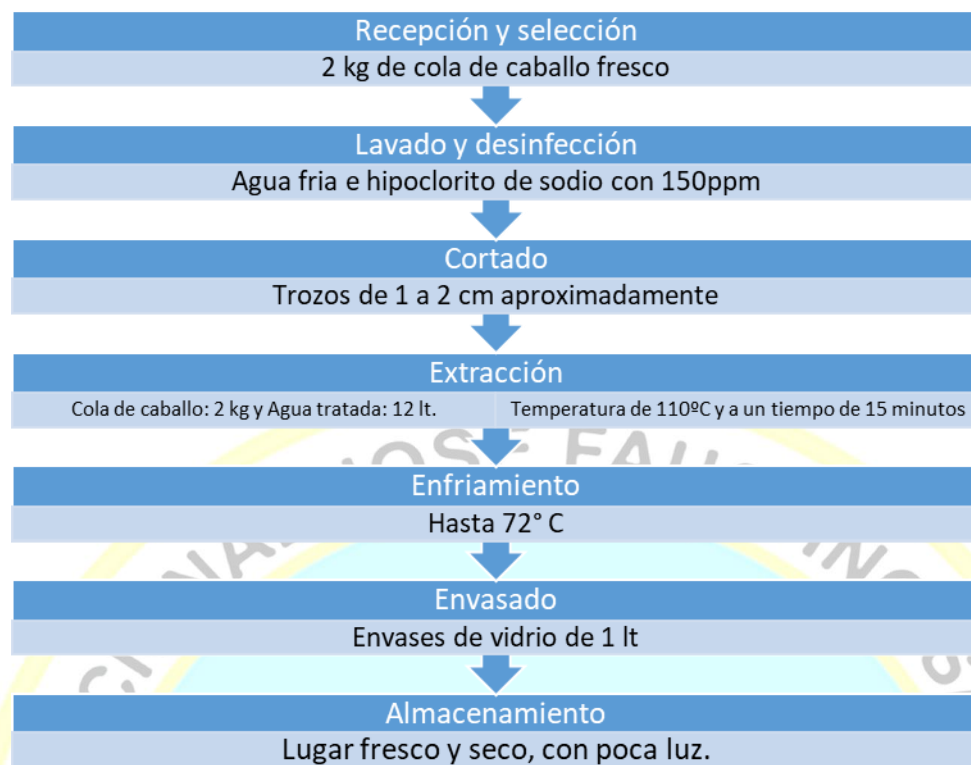 Recepción y selección
2 kg de cola de caballo fresco
Lavado y desinfección
Agua fria e hipoclorito de sodio con 150ppm
Cortado
Trozos de 1 a 2 cm aproximadamente
Extracción
Cola de caballo: 2 kg y Agua tratada: 12 lt.
Temperatura de 110ºC y a un tiempo de 15 minutos
Enfriamiento
Hasta 72° C
Envasado
Envases de vidrio de 1 lt
Almacenamiento
Lugar fresco y seco, con poca luz.